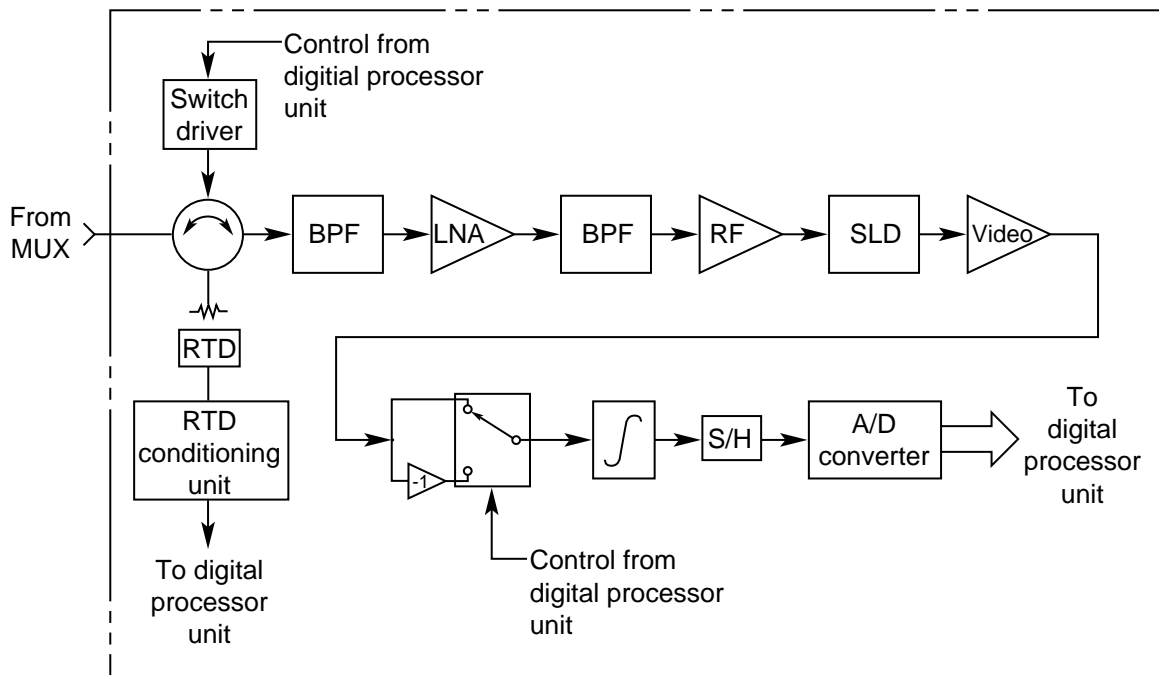 Control from
digitial processor
unit
Switch
driver
From
MUX
BPF
LNA
BPF
RF
SLD
Video
RTD
RTD
conditioning
unit
-1
S/H
A/D
converter
To
digital
processor
unit
To digital
processor
unit
Control from
digital processor
unit